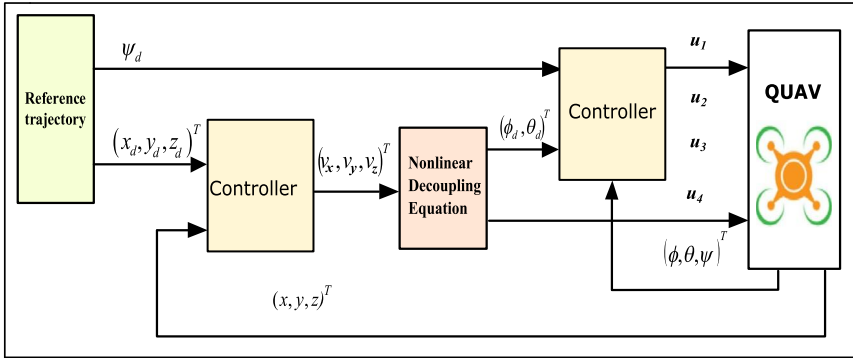 Reference
trajectory
ψ_d
(x_d, y_d, z_d)^T
Controller
(v_x, v_y, v_z)^T
Nonlinear
Decoupling
Equation
(ϕ_d, θ_d)^T
Controller
u_1
u_2
u_3
u_4
QUAV
(ϕ, θ, ψ)^T
(x, y, z)^T